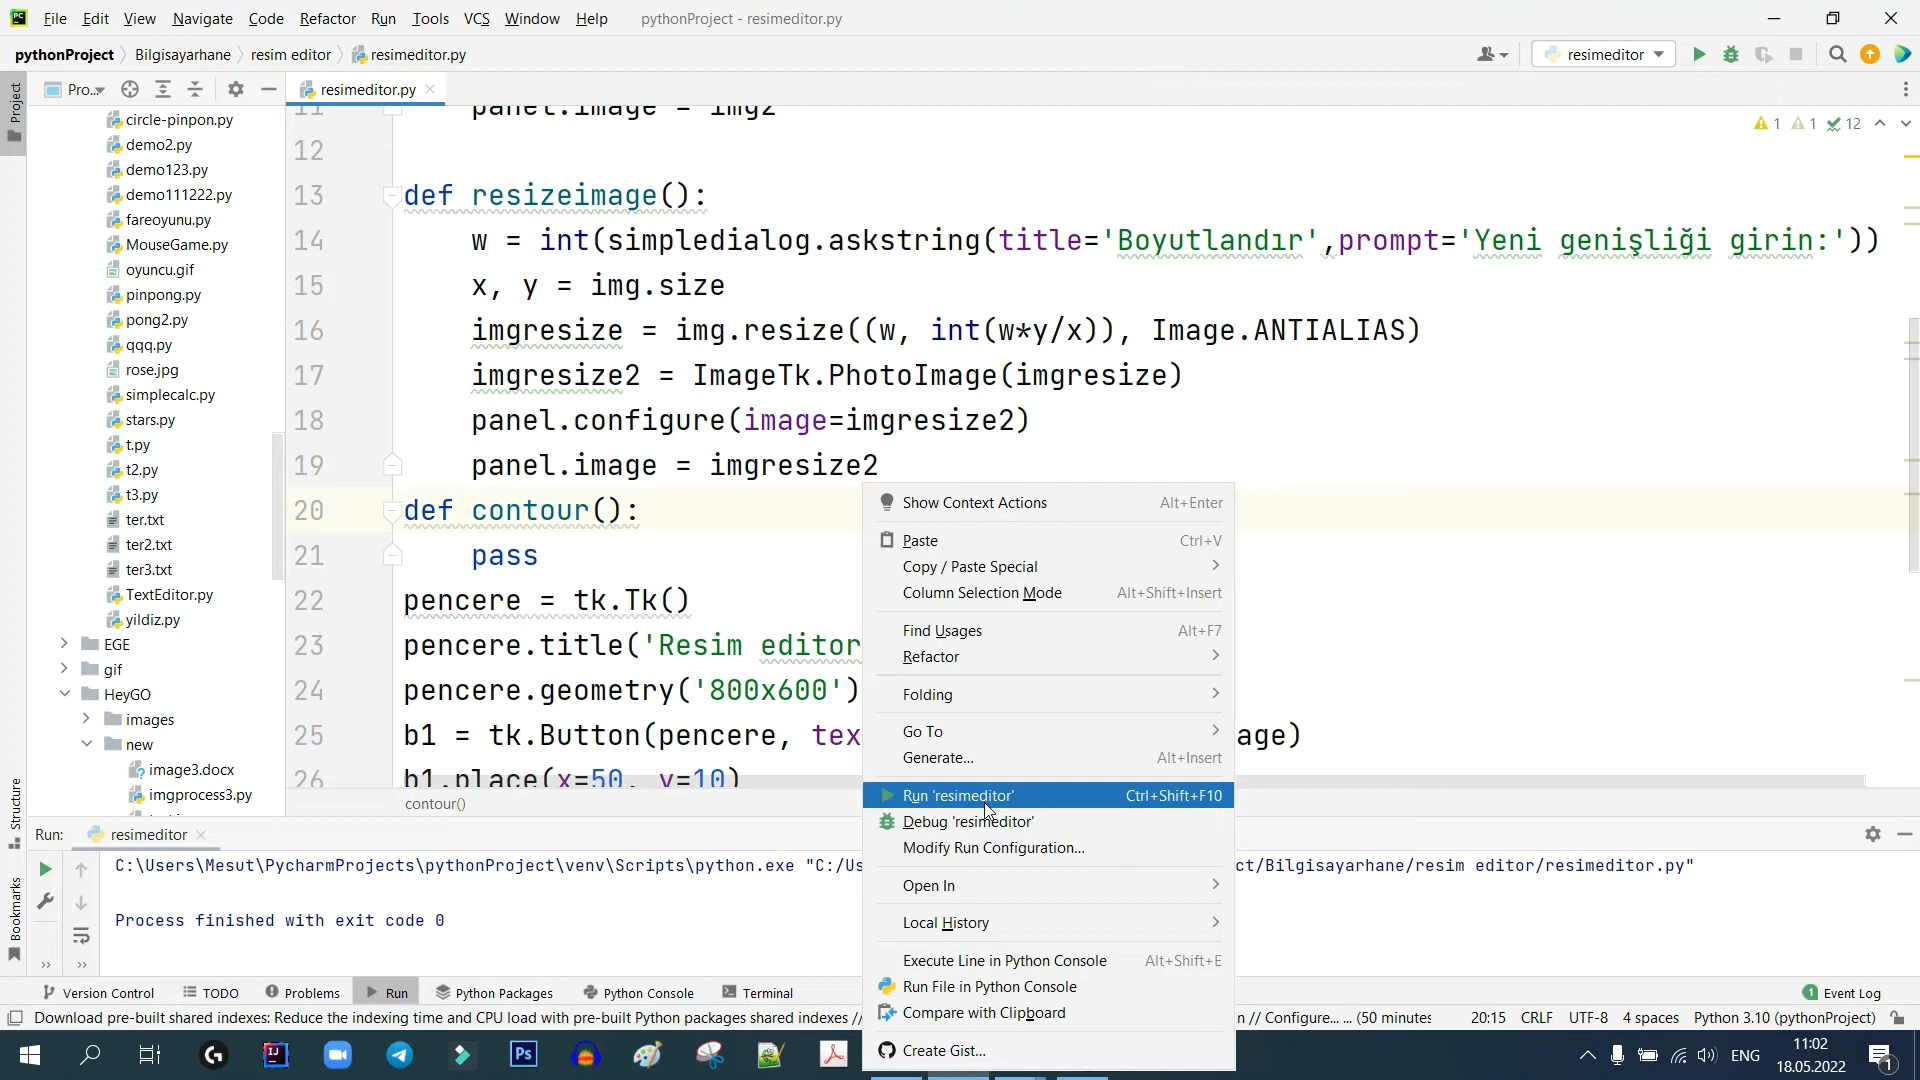 File Edit View Navigate Code Refactor Run Tools VCS Window Help pythonProject - resimeditor.py
pythonProject Bilgisayarhane resim editor resimeditor.py resimeditor
Project
Pro... resimeditor.py
circle-pinpon.py
demo2.py
demo123.py
demo111222.py
fareoyunu.py
MouseGame.py
oyuncu.gif
pinpong.py
pong2.py
qqq.py
rose.jpg
simplecalc.py
stars.py
t.py
t2.py
t3.py
ter.txt
ter2.txt
ter3.txt
TextEditor.py
yildiz.py
EGE
gif
HeyGO
images
new
image3.docx
imgprocess3.py
1 1 12
11 panel.image = img2
12
13 def resizeimage():
14 w = int(simpledialog.askstring(title='Boyutlandır',prompt='Yeni genişliği girin:'))
15 x, y = img.size
16 imgresize = img.resize((w, int(w*y/x)), Image.ANTIALIAS)
17 imgresize2 = ImageTk.PhotoImage(imgresize)
18 panel.configure(image=imgresize2)
19 panel.image = imgresize2
20 def contour():
21 pass
22 pencere = tk.Tk()
23 pencere.title('Resim editor
24 pencere.geometry('800x600')
25 b1 = tk.Button(pencere, tex age)
26 b1.place(x=50, y=10)
contour()
Show Context Actions Alt+Enter
Paste Ctrl+V
Copy / Paste Special
Column Selection Mode Alt+Shift+Insert
Find Usages Alt+F7
Refactor
Folding
Go To
Generate... Alt+Insert
Run 'resimeditor' Ctrl+Shift+F10
Debug 'resimeditor'
Modify Run Configuration...
Open In
Local History
Execute Line in Python Console Alt+Shift+E
Run File in Python Console
Compare with Clipboard
Create Gist...
Structure
Bookmarks
Run: resimeditor
C:\Users\Mesut\PycharmProjects\pythonProject\venv\Scripts\python.exe "C:/Us ct/Bilgisayarhane/resim editor/resimeditor.py"
Process finished with exit code 0
Version Control TODO Problems Run Python Packages Python Console Terminal 1 Event Log
Download pre-built shared indexes: Reduce the indexing time and CPU load with pre-built Python packages shared indexes // n // Configure... ... (50 minutes 20:15 CRLF UTF-8 4 spaces Python 3.10 (pythonProject)
ENG
11:02
18.05.2022
1